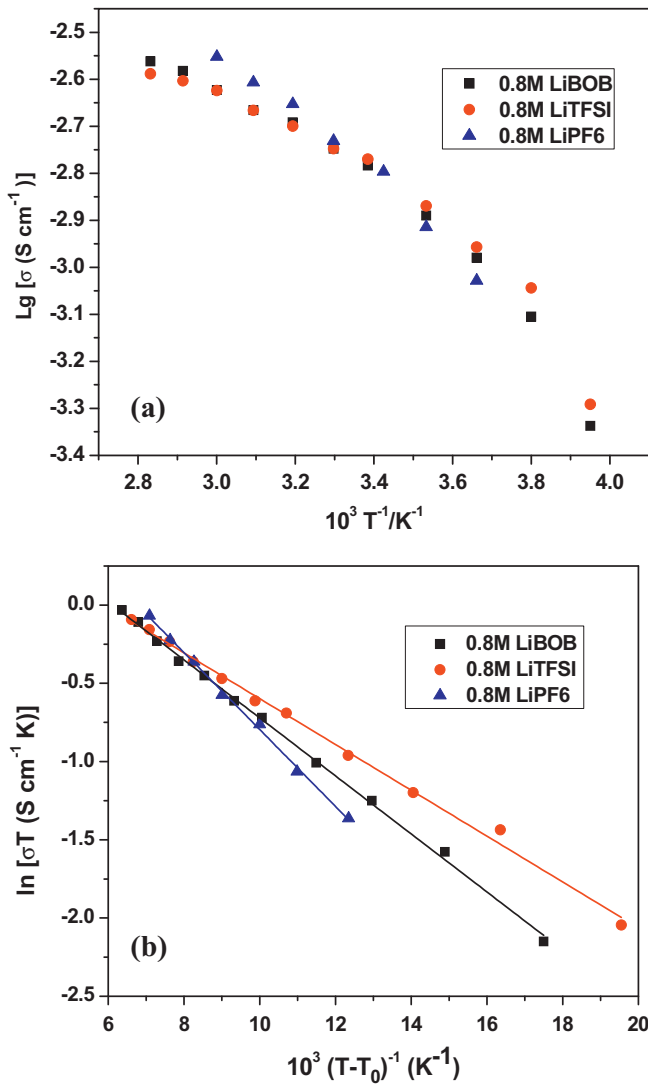 -2.5
-2.6
-2.7
-2.8
-2.9
-3.0
-3.1
-3.2
-3.3
-3.4
Lg [σ (S cm⁻¹ )]
0.8M LiBOB
0.8M LiTFSI
0.8M LiPF6
(a)
2.8 3.0 3.2 3.4 3.6 3.8 4.0
10³ T⁻¹/K⁻¹
0.0
-0.5
-1.0
-1.5
-2.0
-2.5
ln [σT (S cm⁻¹ K)]
0.8M LiBOB
0.8M LiTFSI
0.8M LiPF6
(b)
6 8 10 12 14 16 18 20
10³ (T-T₀)⁻¹ (K⁻¹)